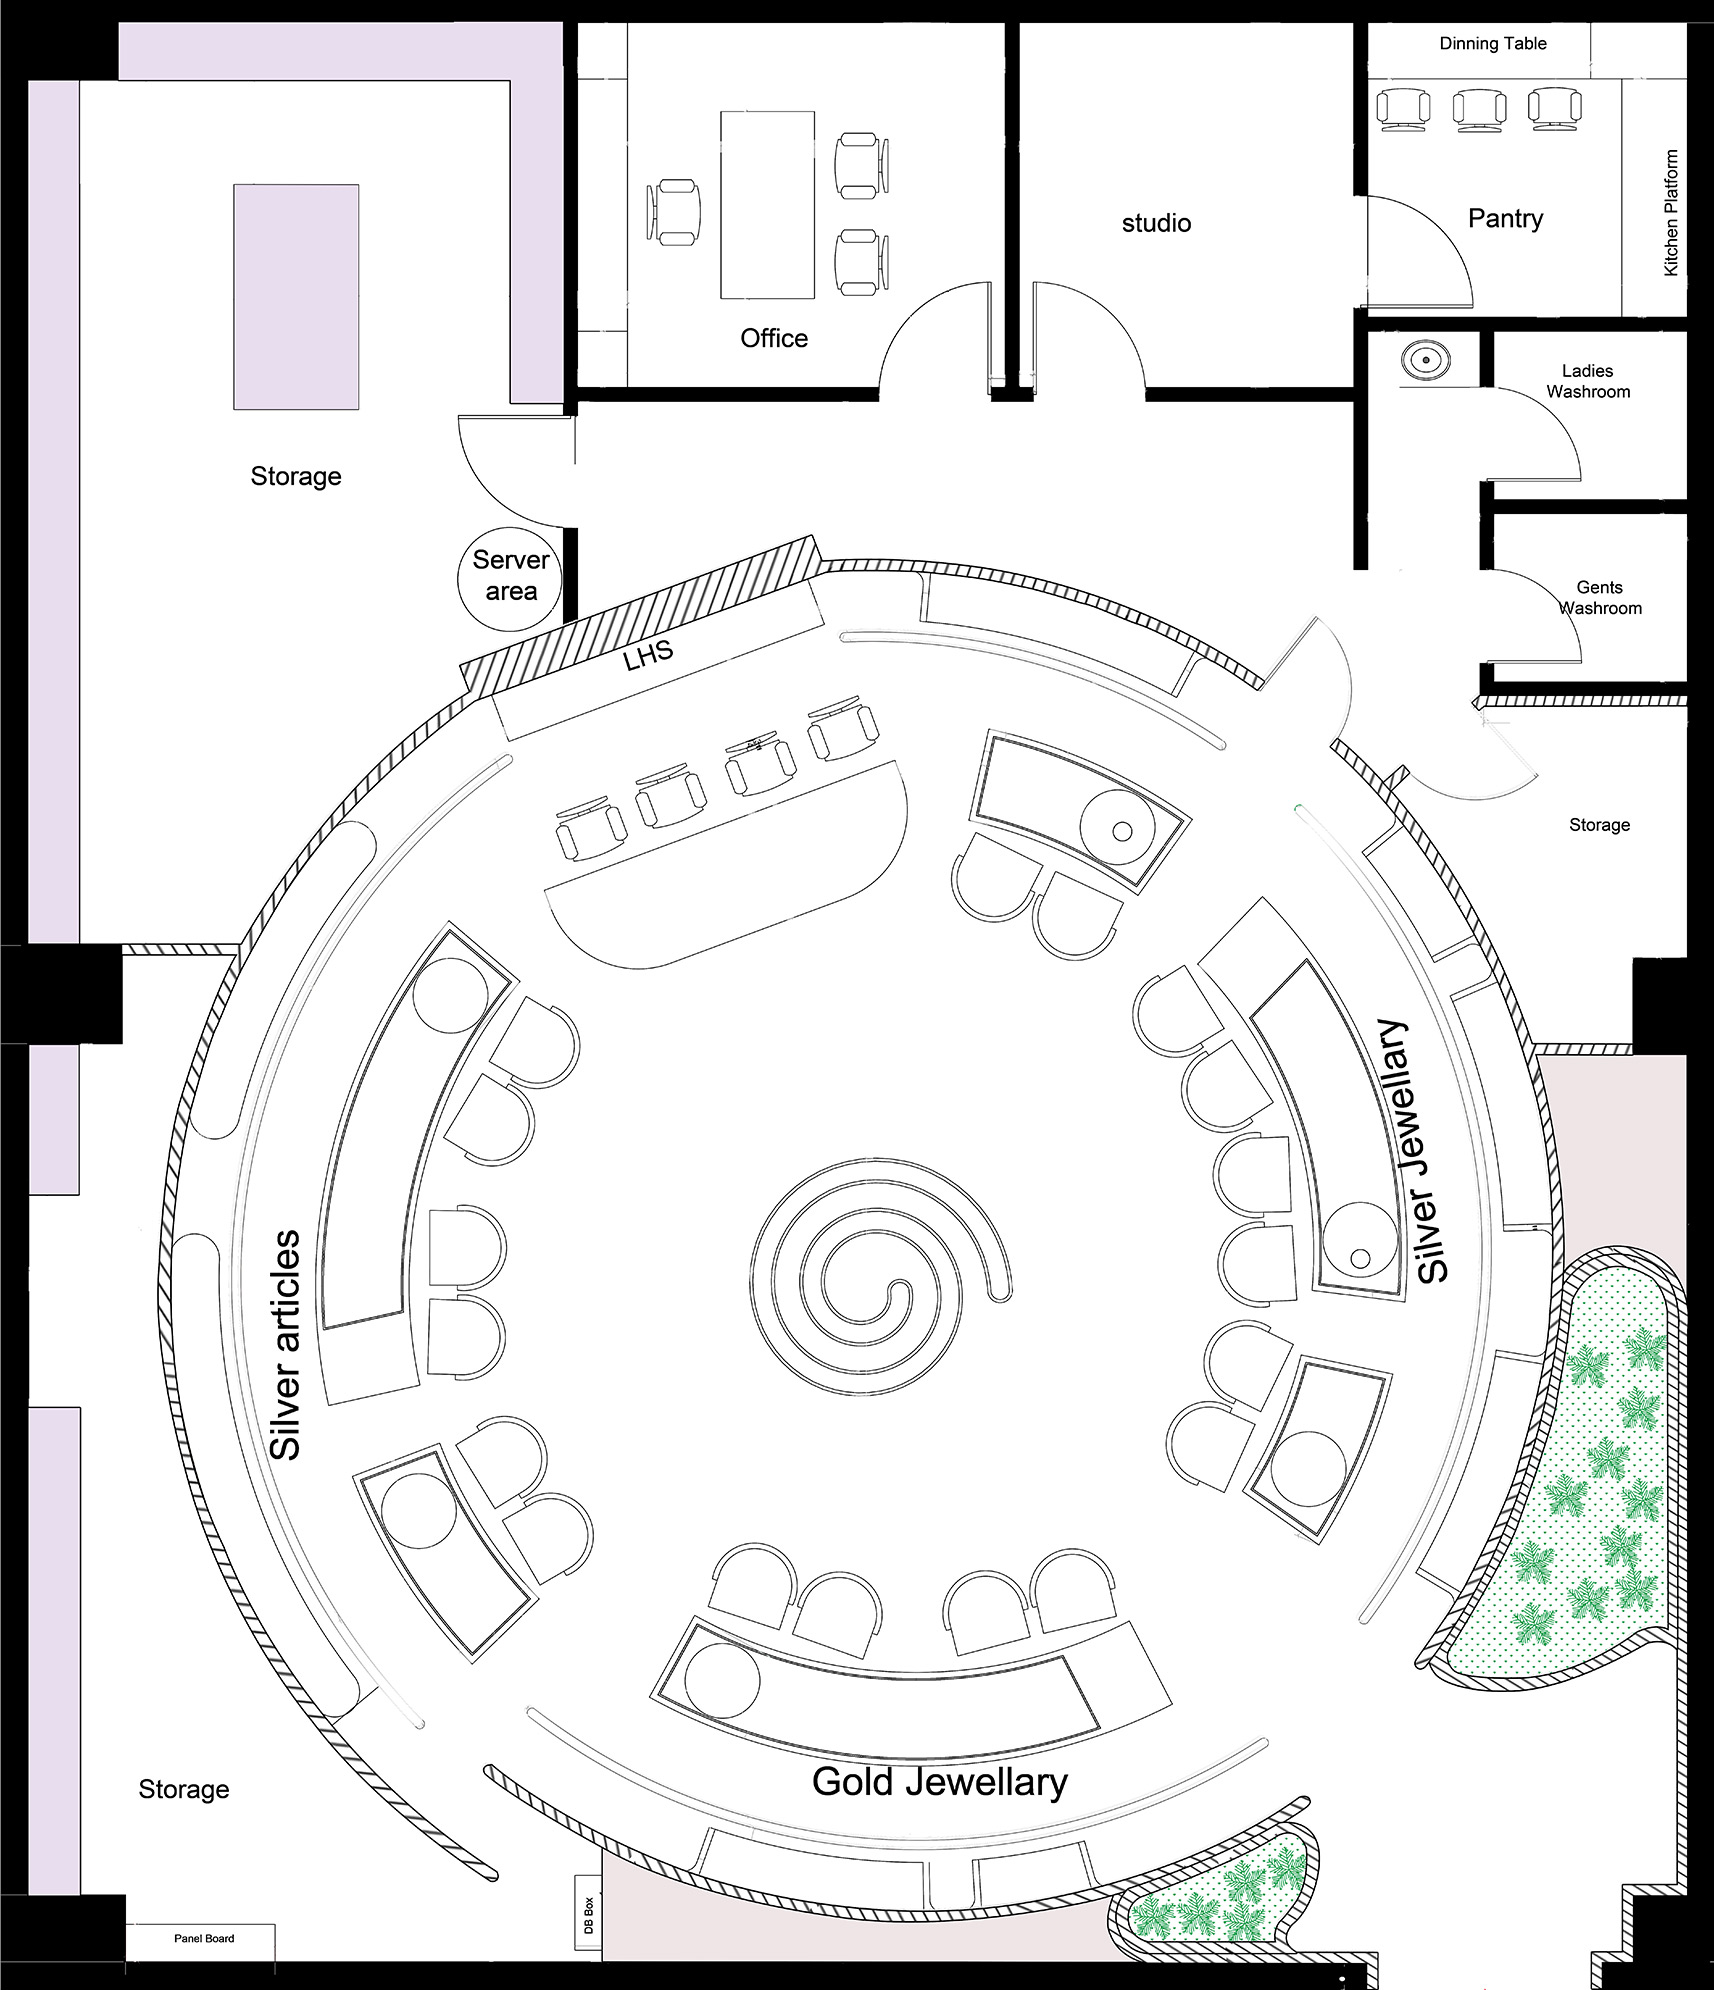 Dinning Table
Kitchen Platform
Pantry
studio
Office
Ladies
Washroom
Storage
Server
area
Gents
Washroom
LHS
Storage
Silver Jewellary
Silver articles
Gold Jewellary
Storage
DB Box
Panel Board